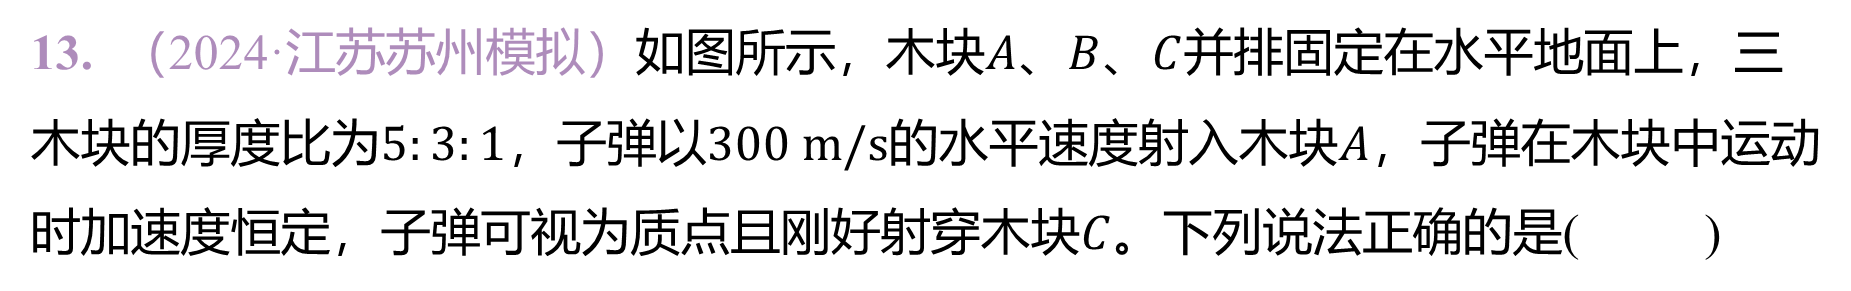 13. （2024·江苏苏州模拟）如图所示，木块A、B、C并排固定在水平地面上，三
木块的厚度比为5:3:1，子弹以300 m/s的水平速度射入木块A，子弹在木块中运动
时加速度恒定，子弹可视为质点且刚好射穿木块C。下列说法正确的是(　　)